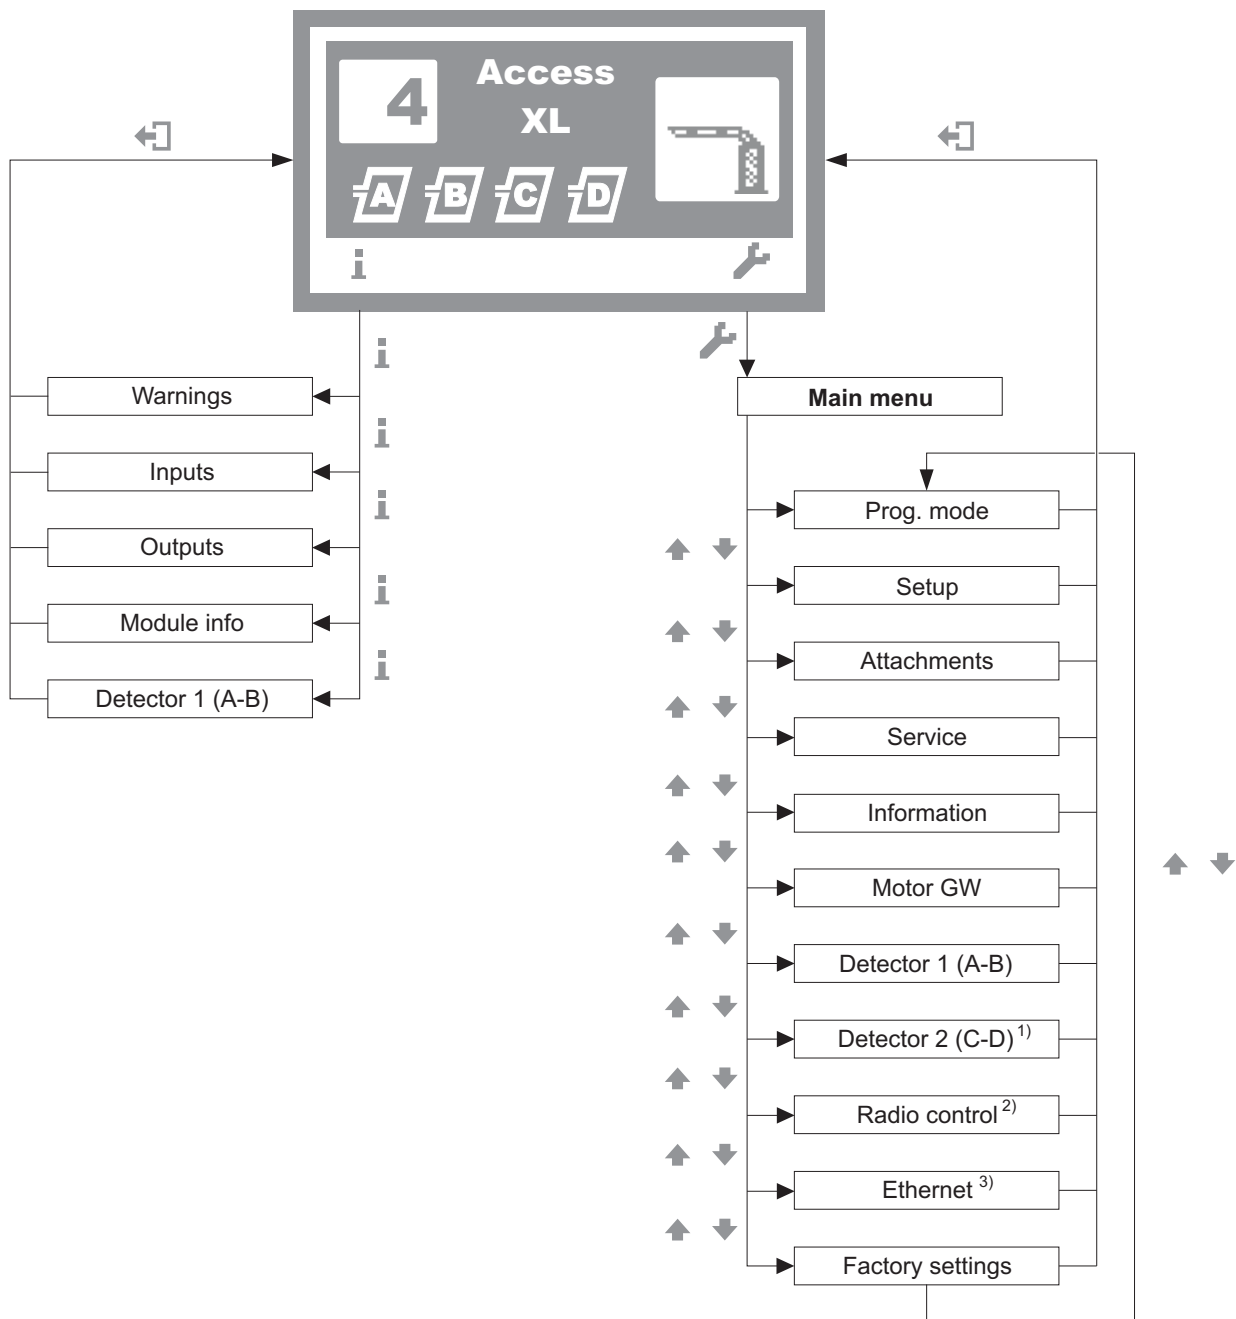 4
Access
XL
A B C D
i
i
Warnings
i
Inputs
i
Outputs
i
Module info
i
Detector 1 (A-B)
Main menu
Prog. mode
Setup
Attachments
Service
Information
Motor GW
Detector 1 (A-B)
Detector 2 (C-D) 1)
Radio control 2)
Ethernet 3)
Factory settings